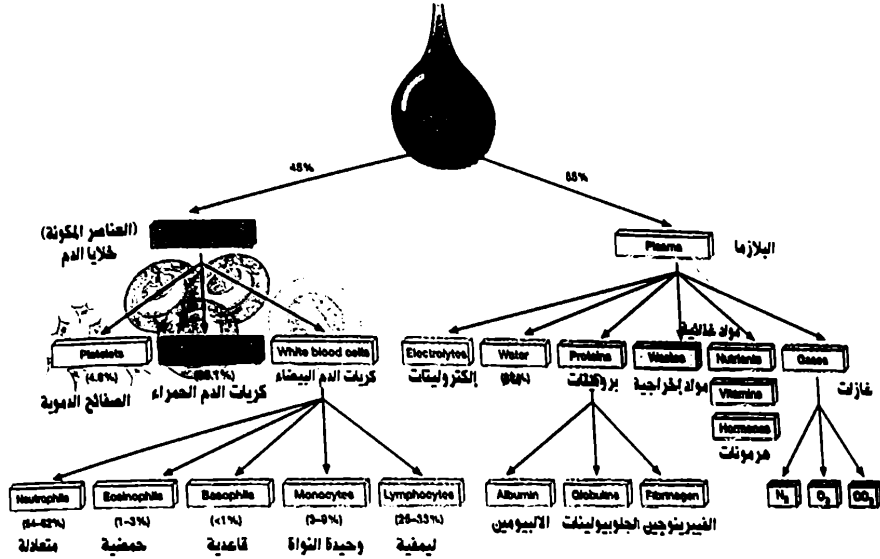 45%
55%
(العناصر المكونة)
خلايا الدم
Plasma
البلازما
Platelets
(4.8%)
الصفائح الدموية
كريات الدم الحمراء
White blood cells
كريات الدم البيضاء
Electrolytes
إلكتروليتات
Water
Proteins
بروتينات
Wastes
مواد إخراجية
مواد غذائية
Nutrients
Vitamins
Hormones
هرمونات
Gases
غازات
Neutrophils
(54-62%)
متعادلة
Eosinophils
(1-3%)
حمضية
Basophils
(<1%)
قاعدية
Monocytes
(3-9%)
وحيدة النواة
Lymphocytes
(25-33%)
ليمفية
Albumin
الالبيومين
Globulins
الجلوبيولينات
Fibrinogen
الفيبرينوجين
N₂
O₂
CO₂